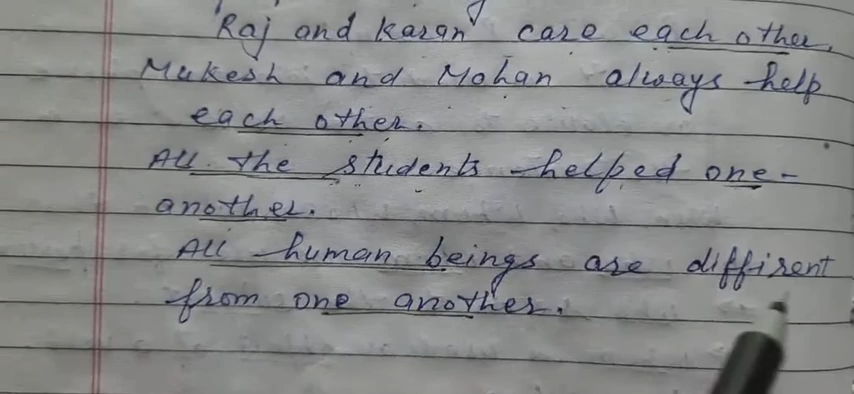 Raj and Karan care each other.
Mukesh and Mohan always help
each other.
All the students helped one-
another.
All human beings are diffirent
from one another.